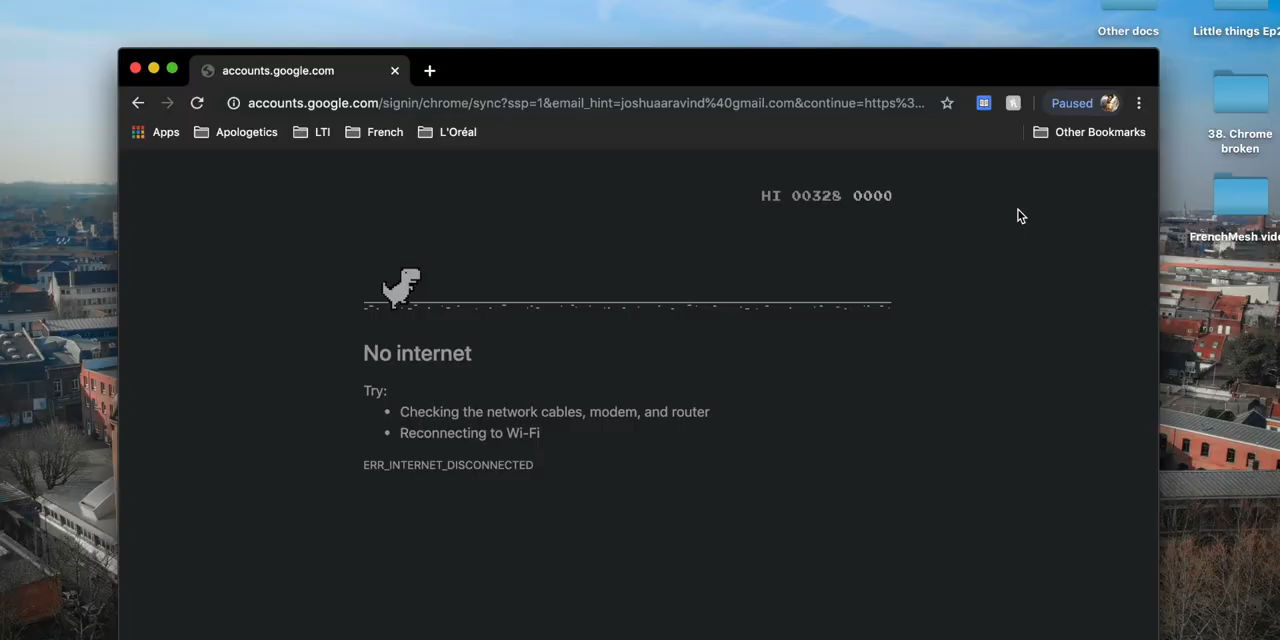 Other docs
Little things Ep2
accounts.google.com
accounts.google.com/signin/chrome/sync?ssp=1&email_hint=joshuaaravind%40gmail.com&continue=https%3...
Paused
Apps
Apologetics
LTI
French
L'Oréal
Other Bookmarks
38. Chrome
broken
HI 00328 0000
FrenchMesh vide
No internet
Try:
• Checking the network cables, modem, and router
• Reconnecting to Wi-Fi
ERR_INTERNET_DISCONNECTED